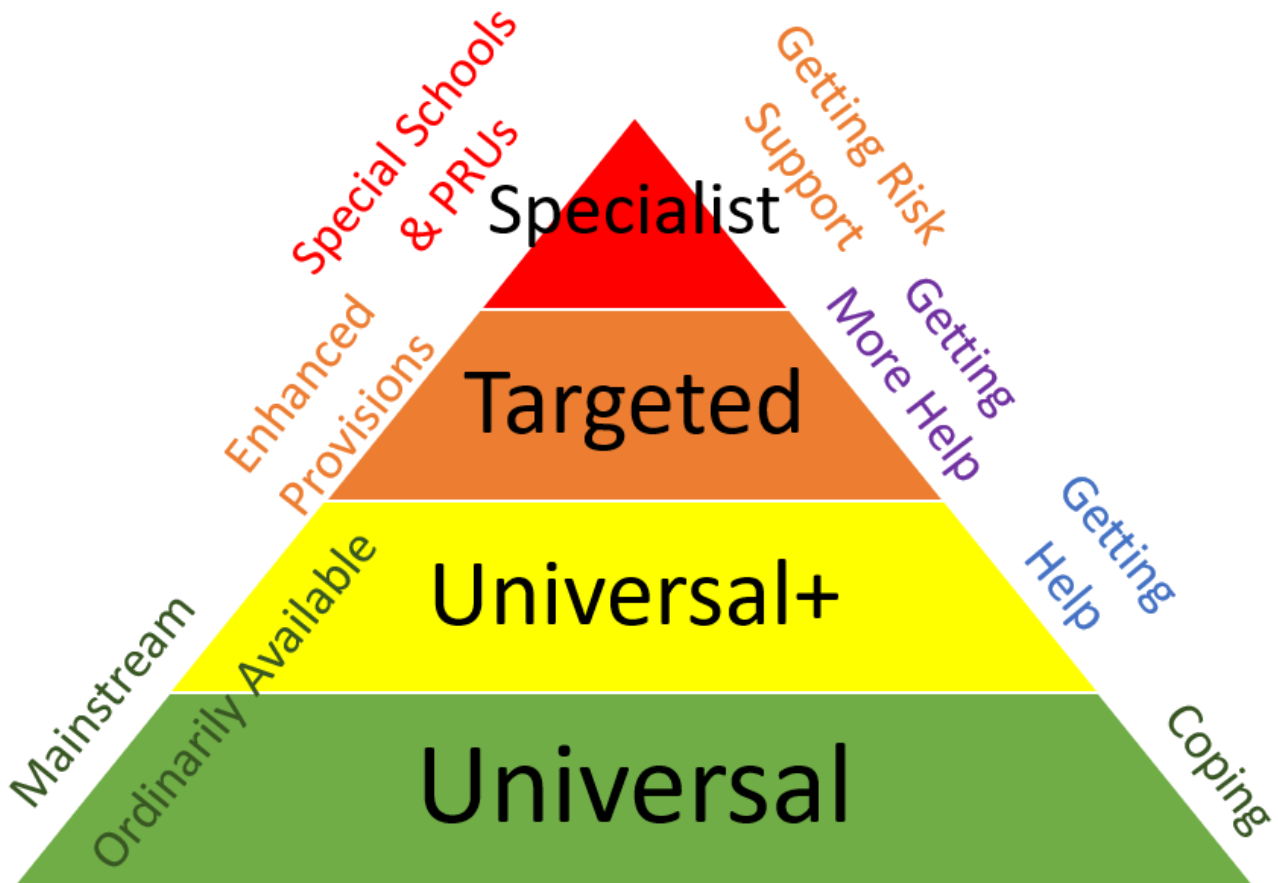 Special Schools
& PRUs
Specialist
Getting Risk
Support
Enhanced
Provisions
Targeted
Getting
More Help
Mainstream
Ordinarily Available
Universal+
Getting
Help
Universal
Coping